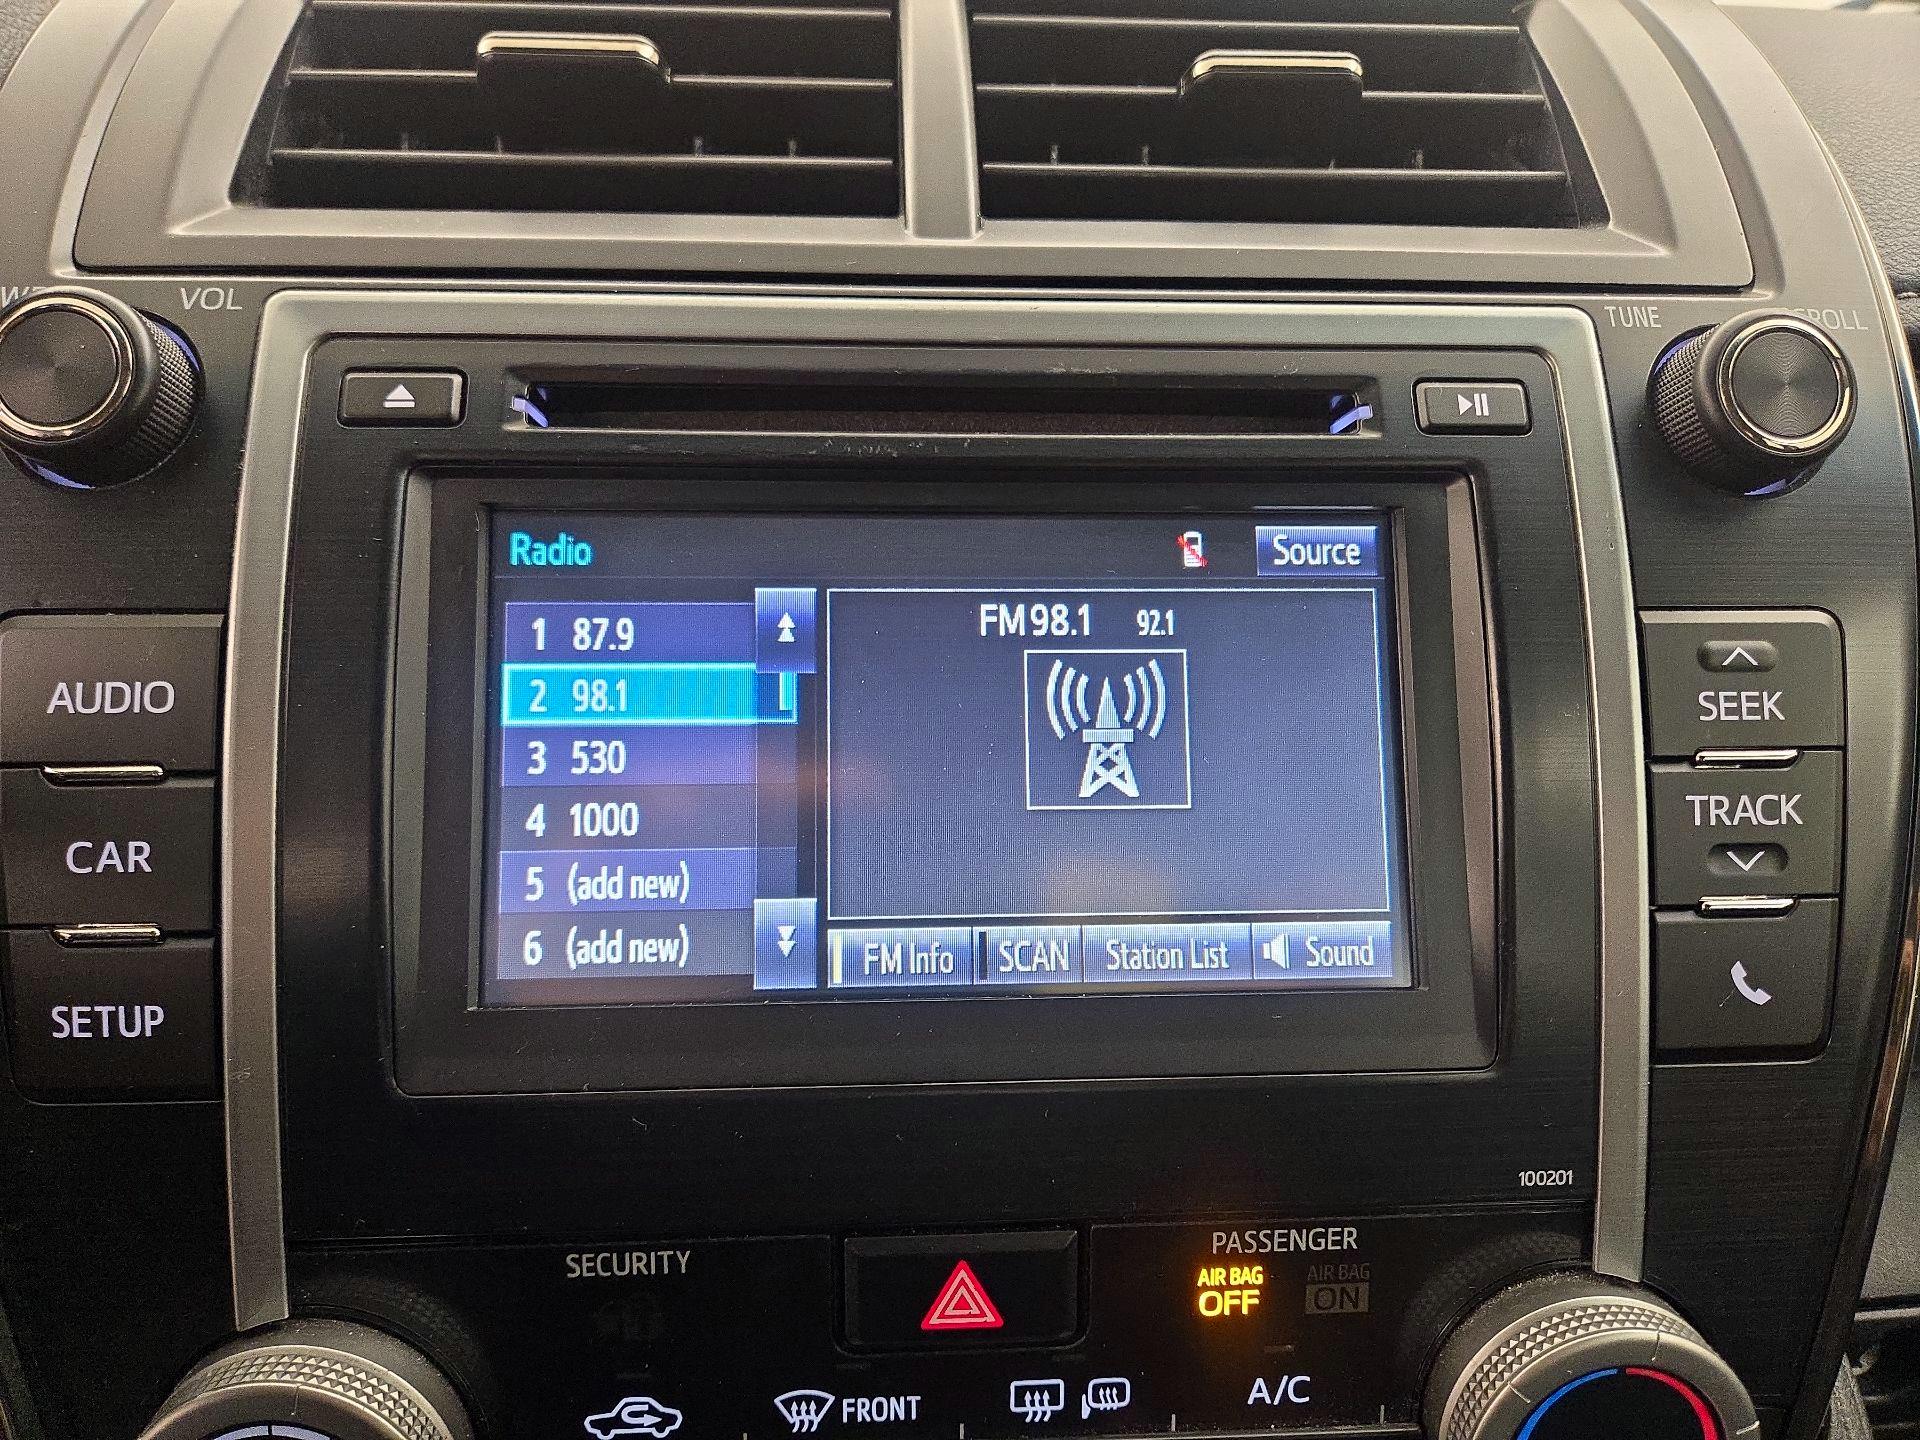 VOL
TUNE
SCROLL
Radio
Source
1 87.9
2 98.1
3 530
4 1000
5 (add new)
6 (add new)
FM98.1 92.1
FM Info
SCAN
Station List
Sound
AUDIO
CAR
SETUP
SEEK
TRACK
100201
SECURITY
PASSENGER
AIR BAG
OFF
AIR BAG
ON
FRONT
A/C